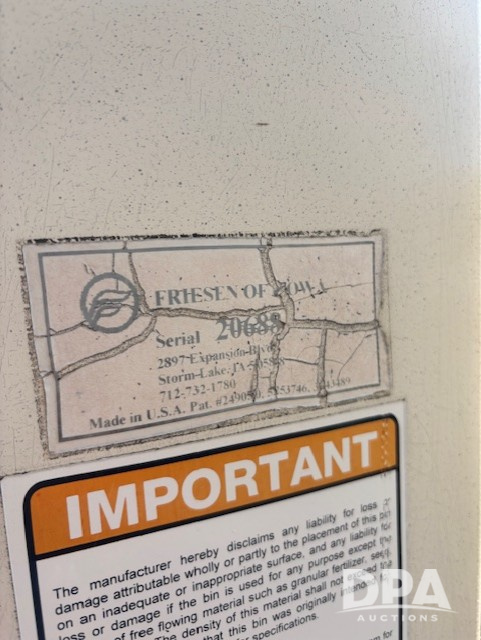 FRIESEN OF IOWA
Serial 20688
2897 Expansion Blvd
Storm Lake, IA
712-732-1780
Made in U.S.A. Pat.
IMPORTANT
The manufacturer hereby disclaims any liability for loss or
damage attributable wholly or partly to the placement of this bin
on an inadequate or inappropriate surface, and any liability for
loss or damage if the bin is used for any purpose except the
of free flowing material such as granular fertilizer, seed,
The density of this material shall not
that this bin was originally
specifications.
for
DPA
AUCTIONS